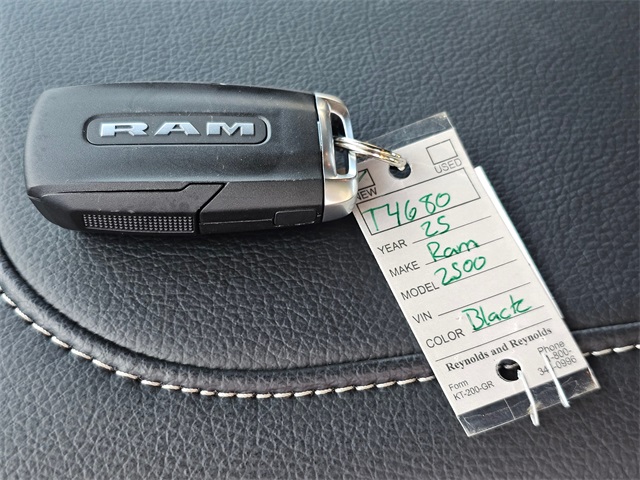 RAM
NEW USED
T4680
YEAR 25
MAKE Ram
MODEL 2500
VIN
COLOR Black
Reynolds and Reynolds
Form
KT-200-GR
Phone